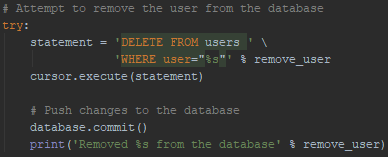 # Attempt to remove the user from the database
try:
    statement = 'DELETE FROM users ' \
                'WHERE user="%s"' % remove_user
    cursor.execute(statement)

    # Push changes to the database
    database.commit()
    print('Removed %s from the database' % remove_user)